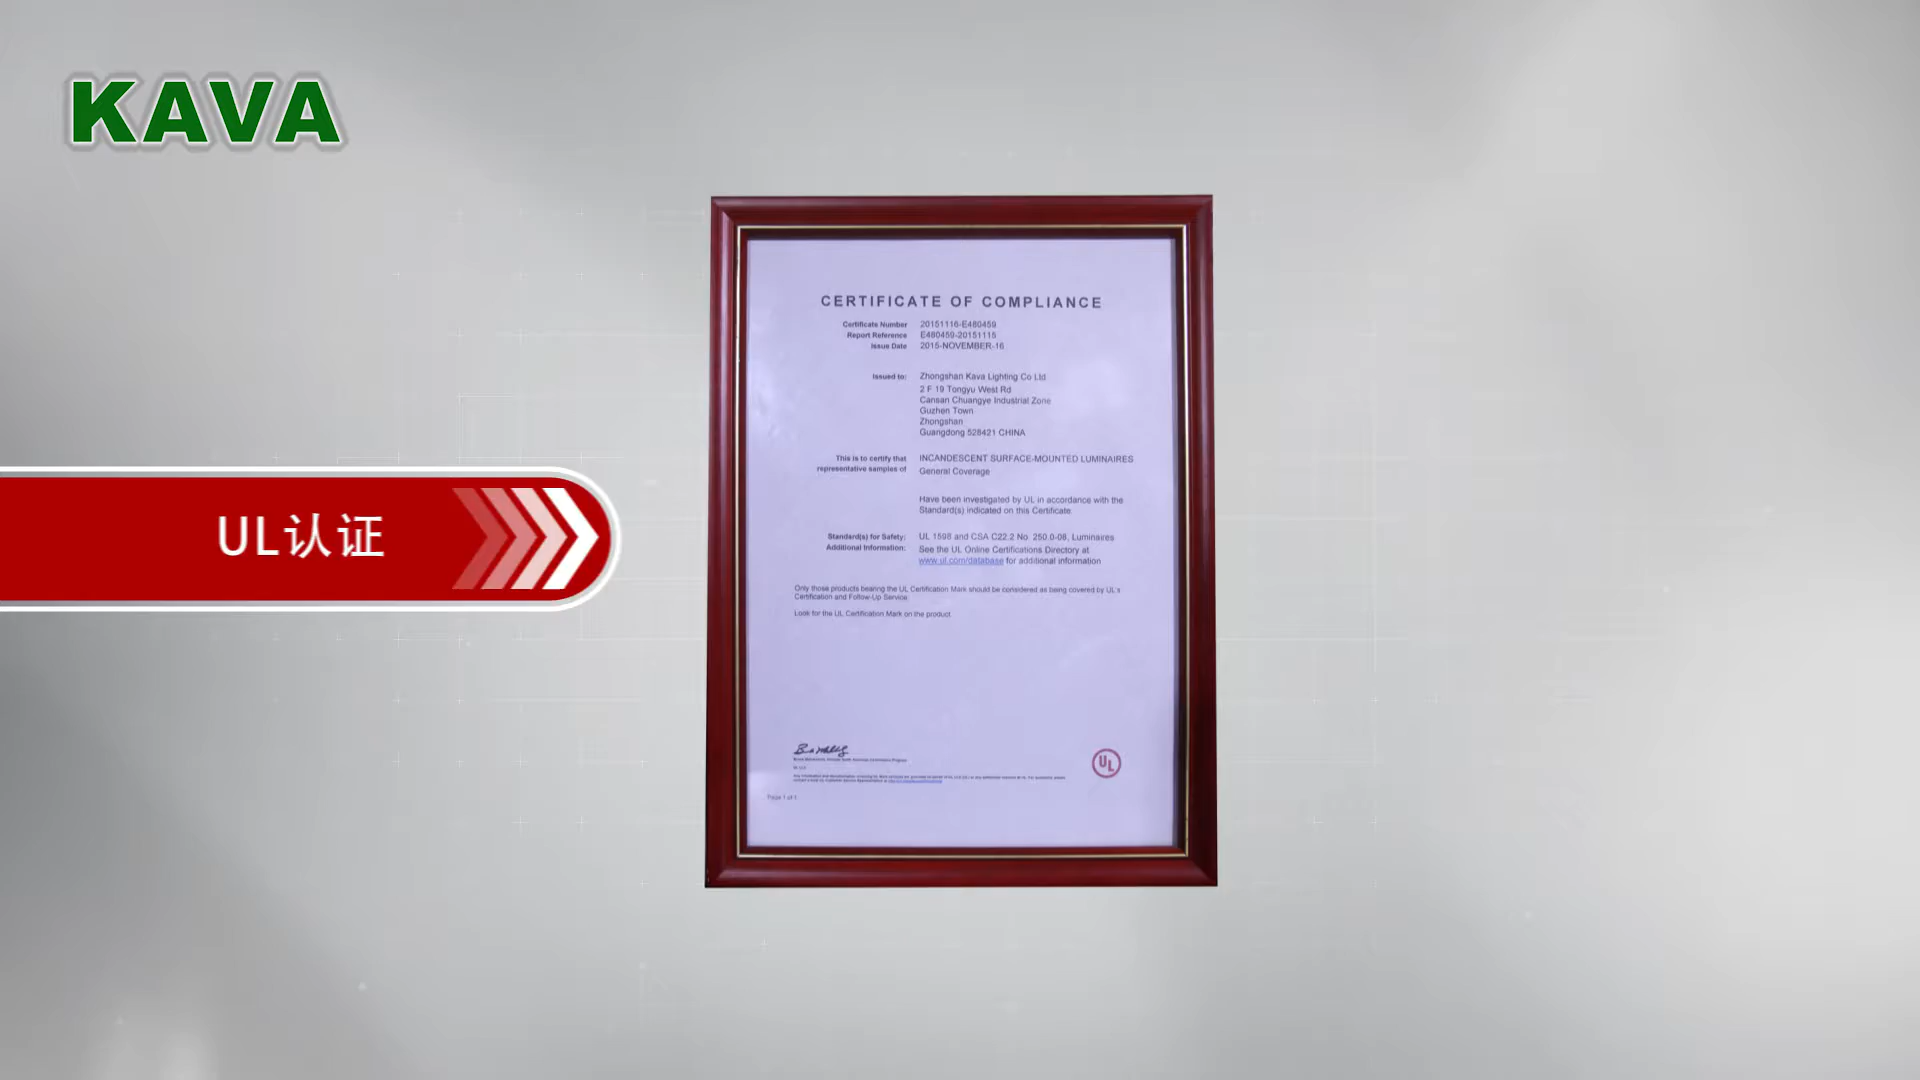 KAVA
UL认证
CERTIFICATE OF COMPLIANCE
Certificate Number 20151116-E480459
Report Reference E480459-20151115
Issue Date 2015-NOVEMBER-16
Issued to: Zhongshan Kava Lighting Co Ltd
2 F 19 Tongyu West Rd
Cansan Chuangye Industrial Zone
Guzhen Town
Zhongshan
Guangdong 528421 CHINA
This is to certify that INCANDESCENT SURFACE-MOUNTED LUMINAIRES
representative samples of General Coverage
Have been investigated by UL in accordance with the
Standard(s) indicated on this Certificate
Standard(s) for Safety: UL 1598 and CSA C22.2 No. 250.0-08, Luminaires
Additional Information: See the UL Online Certifications Directory at
www.ul.com/database for additional information
Only those products bearing the UL Certification Mark should be considered as being covered by UL's
Certification and Follow-Up Service
Look for the UL Certification Mark on the product
UL
Page 1 of 1